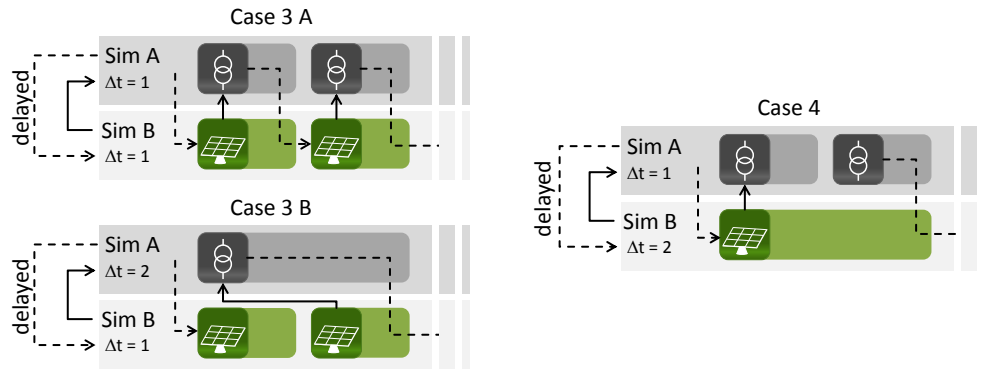 Case 3 A
Sim A
Δt = 1
delayed
Sim B
Δt = 1
Case 3 B
Sim A
Δt = 2
delayed
Sim B
Δt = 1
Case 4
Sim A
Δt = 1
delayed
Sim B
Δt = 2